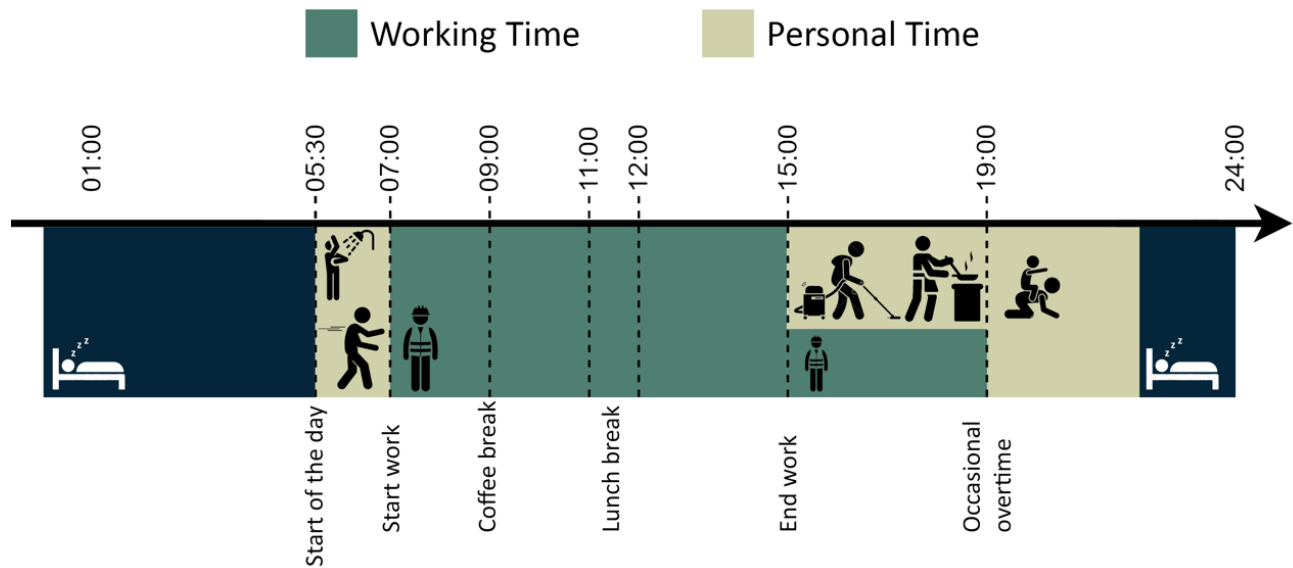 Working Time
Personal Time
01:00
05:30
07:00
09:00
11:00
12:00
15:00
19:00
24:00
z z z
z z z
Start of the day
Start work
Coffee break
Lunch break
End work
Occasional
overtime